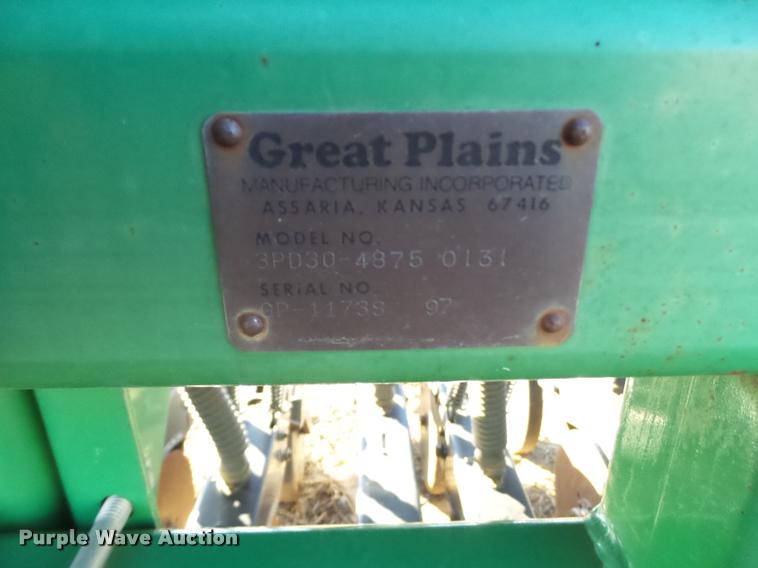 Great Plains
MANUFACTURING INCORPORATED
ASSARIA, KANSAS 67416
MODEL NO.
3PD30-4875 0131
SERIAL NO.
GP-1173S 97
Purple Wave Auction